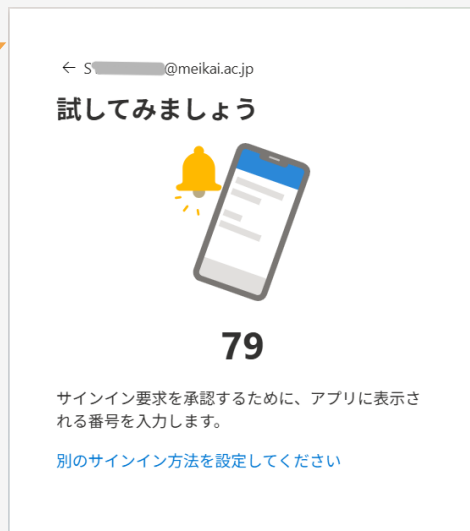 ← S @meikai.ac.jp
試してみましょう
79
サインイン要求を承認するために、アプリに表示さ
れる番号を入力します。
別のサインイン方法を設定してください